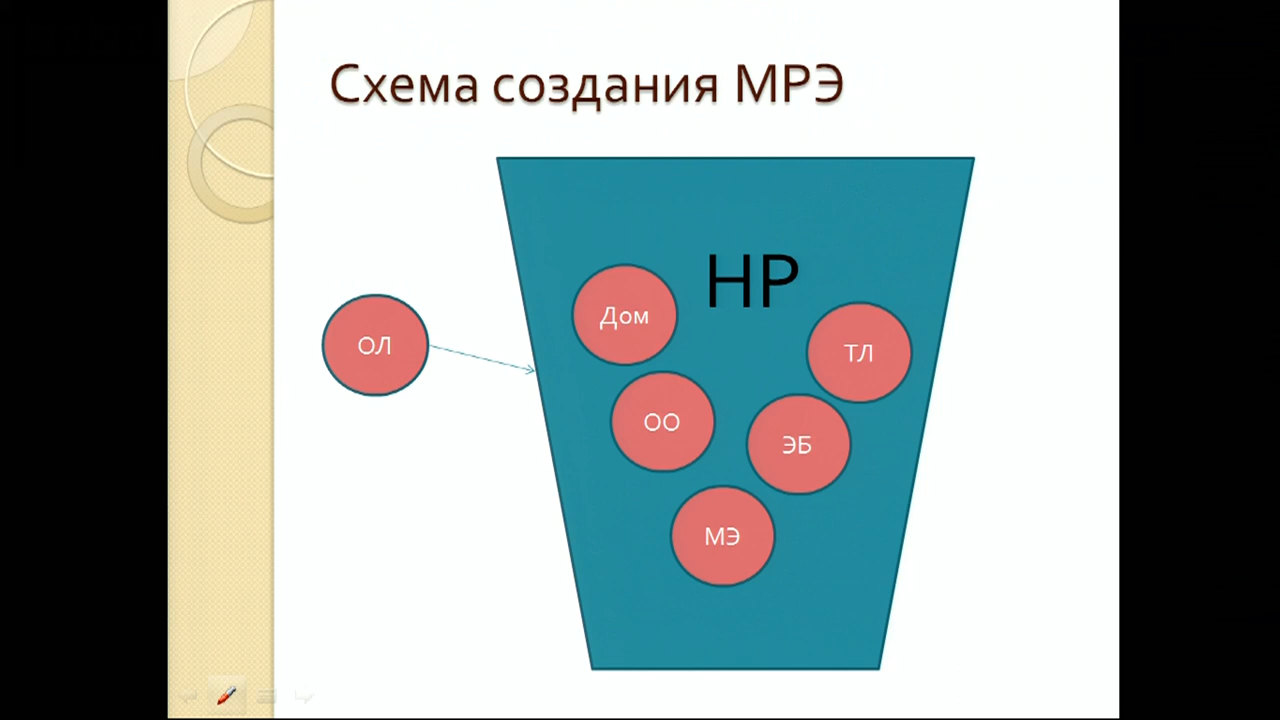 Схема создания МРЭ
НР
Дом
ОЛ
ТЛ
ОО
ЭБ
МЭ